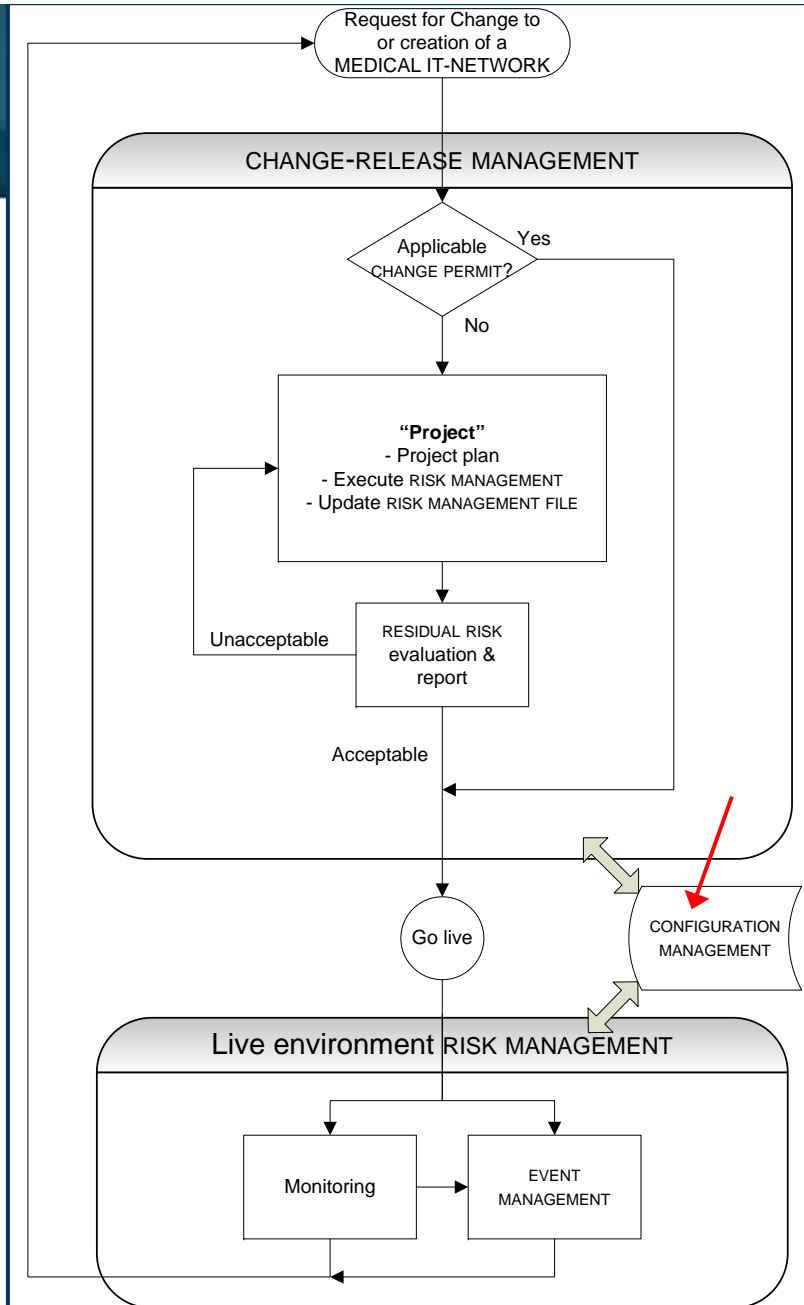 Request for Change to
or creation of a
MEDICAL IT-NETWORK
CHANGE-RELEASE MANAGEMENT
Applicable
CHANGE PERMIT?
Yes
No
“Project”
- Project plan
- Execute RISK MANAGEMENT
- Update RISK MANAGEMENT FILE
Unacceptable
RESIDUAL RISK
evaluation &
report
Acceptable
Go live
CONFIGURATION
MANAGEMENT
Live environment RISK MANAGEMENT
Monitoring
EVENT
MANAGEMENT